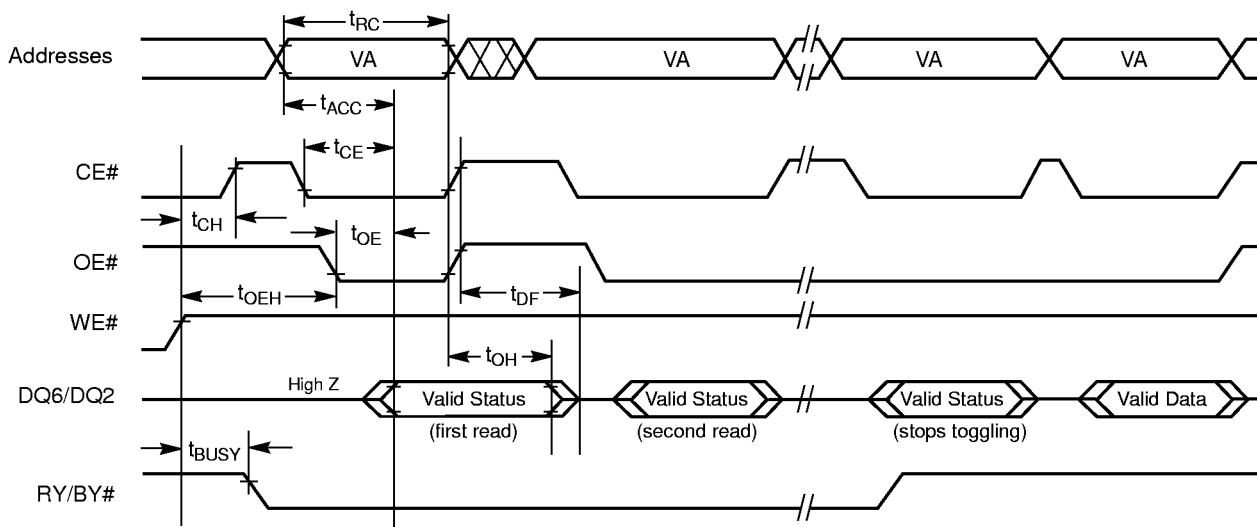 tRC
Addresses VA VA VA VA
tACC
tCE
CE#
tCH tOE
OE#
tOEH tDF
WE#
tOH
High Z
DQ6/DQ2 Valid Status Valid Status Valid Status Valid Data
(first read) (second read) (stops toggling)
tBUSY
RY/BY#